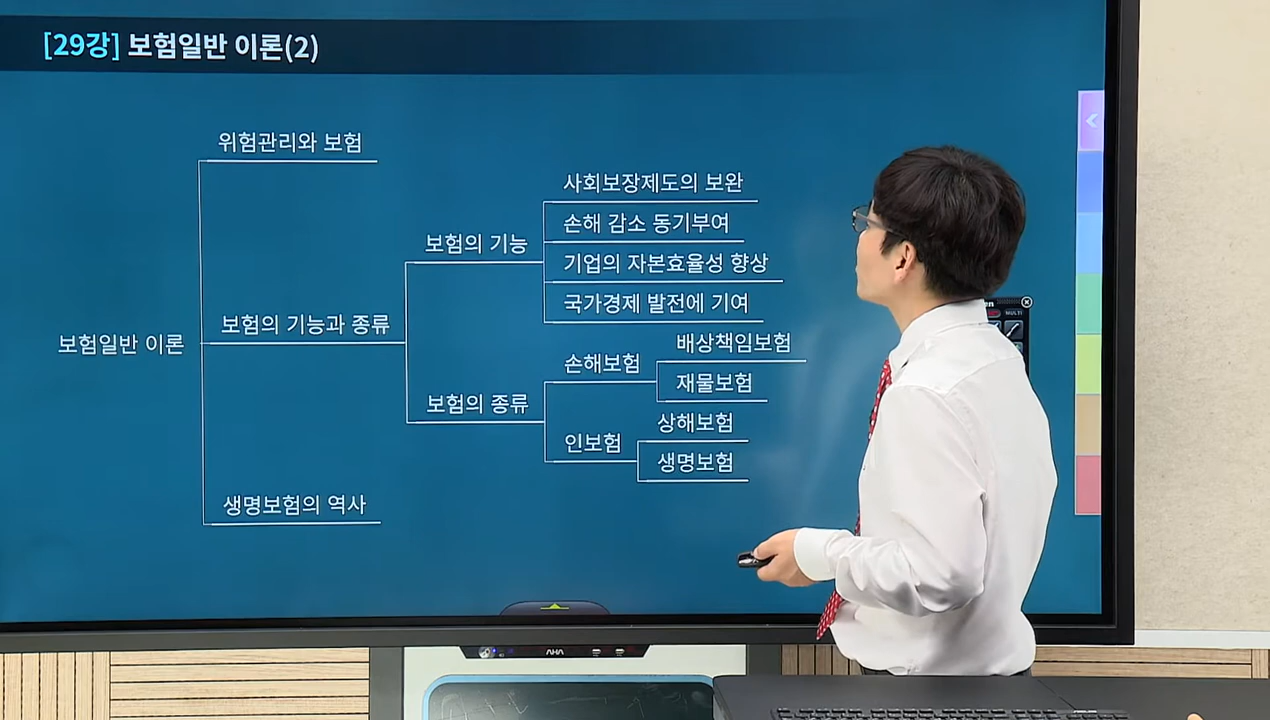 [29강] 보험일반 이론(2)
위험관리와 보험
사회보장제도의 보완
손해 감소 동기부여
보험의 기능
기업의 자본효율성 향상
국가경제 발전에 기여
보험의 기능과 종류
보험일반 이론
배상책임보험
손해보험
재물보험
보험의 종류
상해보험
인보험
생명보험
생명보험의 역사
MULTI
AHA